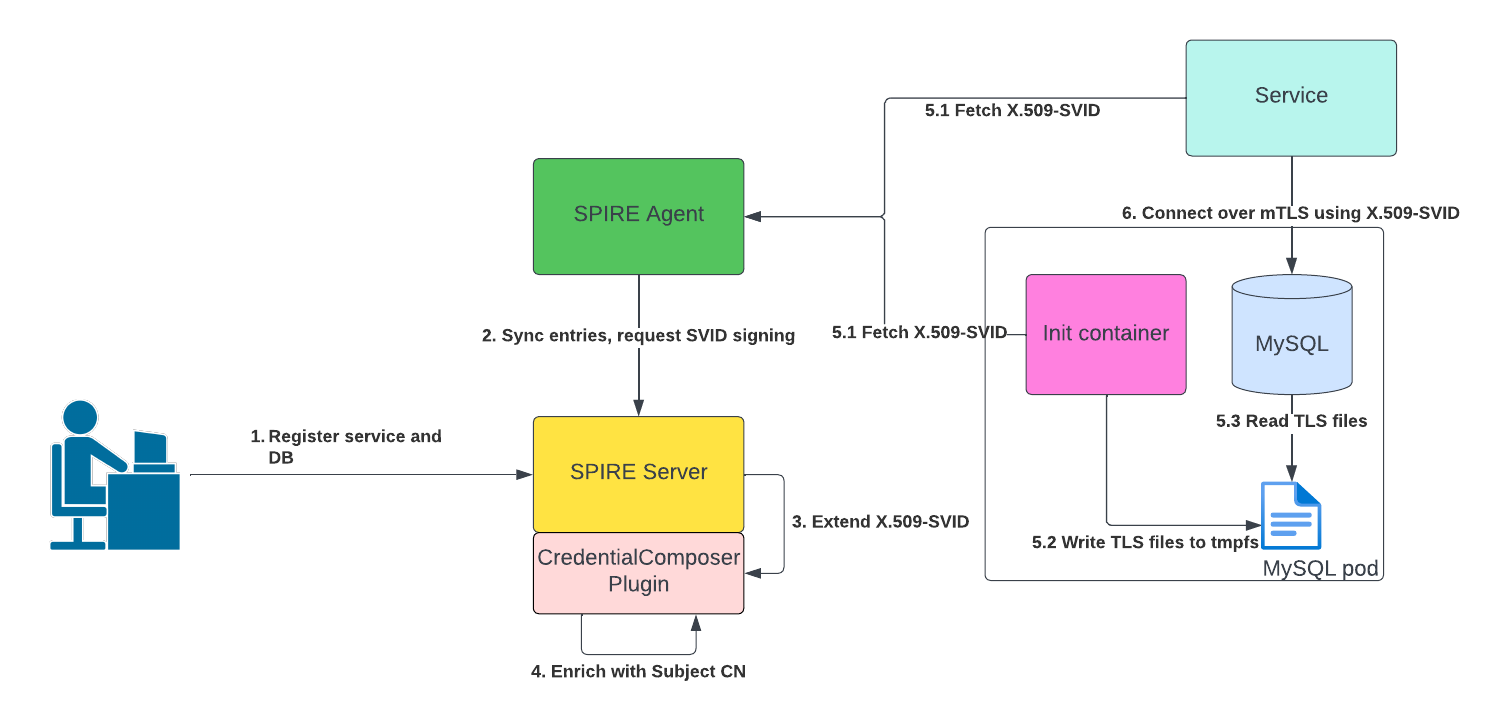 Service
5.1 Fetch X.509-SVID
SPIRE Agent
6. Connect over mTLS using X.509-SVID
2. Sync entries, request SVID signing
5.1 Fetch X.509-SVID
Init container
MySQL
5.3 Read TLS files
1. Register service and
DB
SPIRE Server
3. Extend X.509-SVID
5.2 Write TLS files to tmpfs
MySQL pod
CredentialComposer
Plugin
4. Enrich with Subject CN